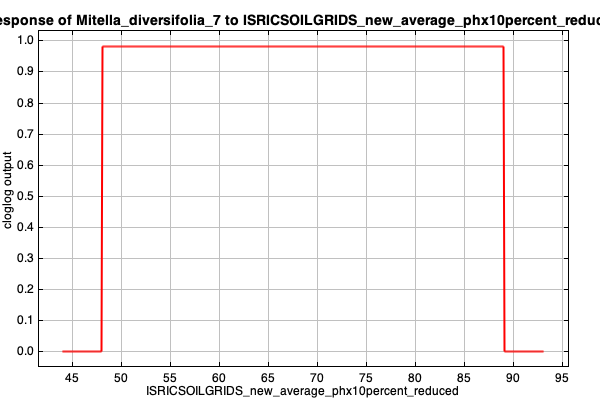 esponse of Mitella_diversifolia_7 to ISRICSOILGRIDS_new_average_phx10percent_reduc
1.0
0.9
0.8
0.7
0.6
0.5
0.4
0.3
0.2
0.1
0.0
cloglog output
45 50 55 60 65 70 75 80 85 90 95
ISRICSOILGRIDS_new_average_phx10percent_reduced